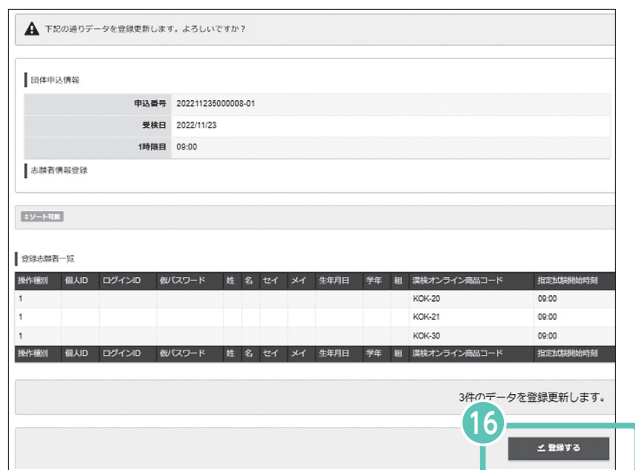 下記の通りデータを登録更新します。よろしいですか？
団体申込情報
申込番号 202211235000008-01
受検日 2022/11/23
1時限目 09:00
志願者情報登録
ソート可能
登録志願者一覧
操作種別 個人ID ログインID 仮パスワード 姓 名 セイ メイ 生年月日 学年 組 漢検オンライン商品コード 指定試験開始時刻
1 KOK-20 09:00
1 KOK-21 09:00
1 KOK-30 09:00
操作種別 個人ID ログインID 仮パスワード 姓 名 セイ メイ 生年月日 学年 組 漢検オンライン商品コード 指定試験開始時刻
3件のデータを登録更新します。
16
登録する